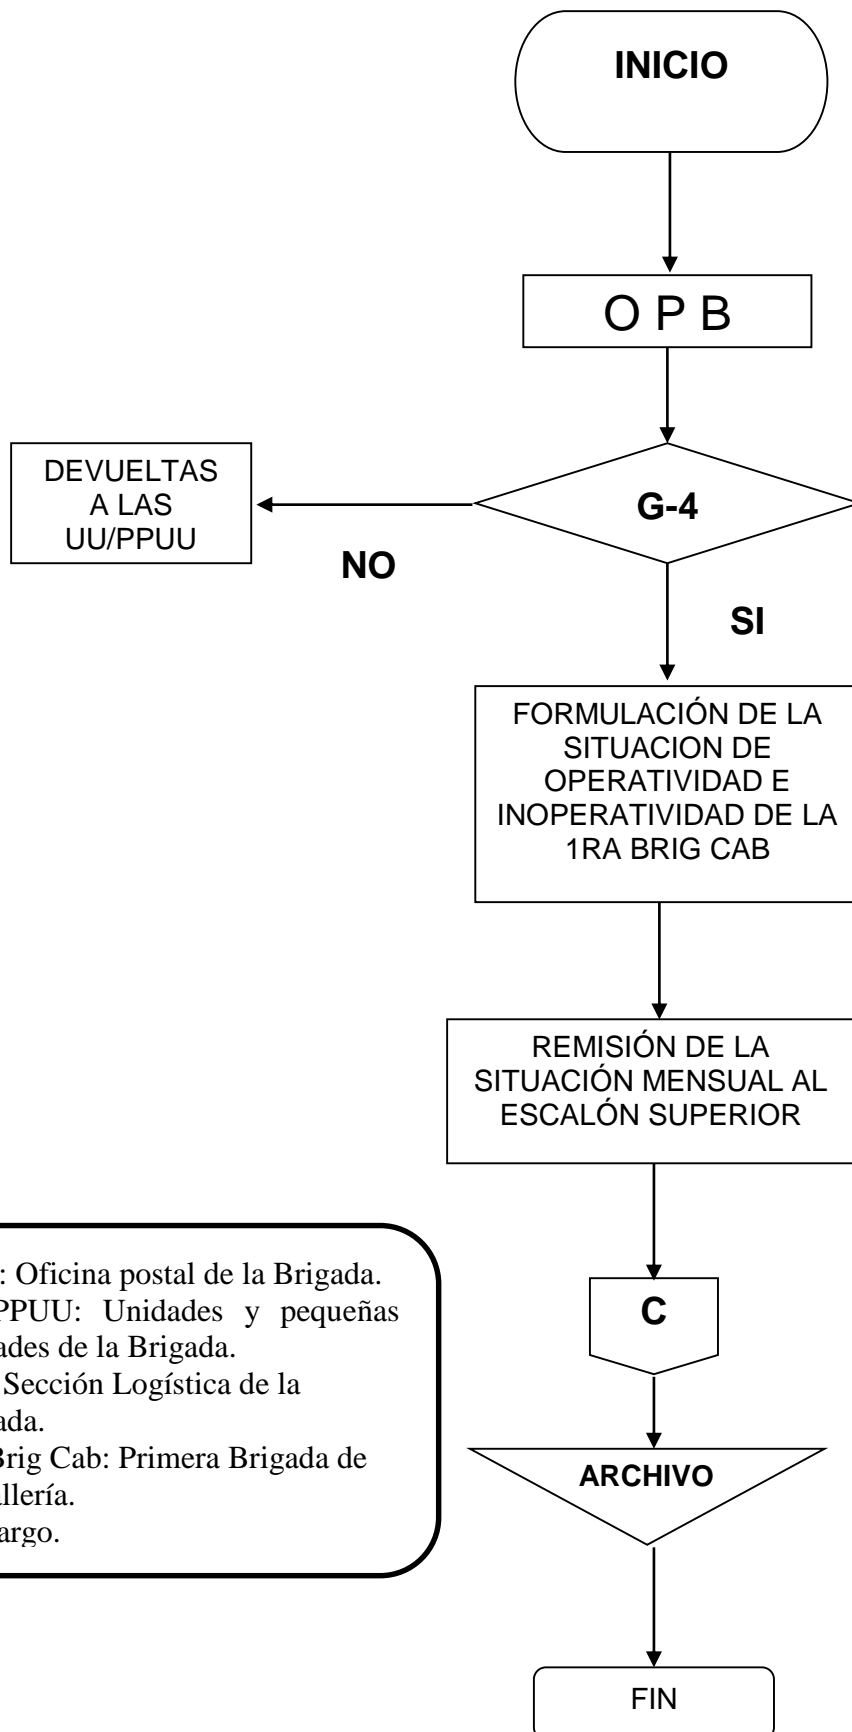 INICIO
O P B
DEVUELTAS
A LAS
UU/PPUU
G-4
NO
SI
FORMULACIÓN DE LA
SITUACION DE
OPERATIVIDAD E
INOPERATIVIDAD DE LA
1RA BRIG CAB
REMISIÓN DE LA
SITUACIÓN MENSUAL AL
ESCALÓN SUPERIOR
: Oficina postal de la Brigada.
PPUU: Unidades y pequeñas
ades de la Brigada.
Sección Logística de la
ada.
Brig Cab: Primera Brigada de
allería.
argo.
C
ARCHIVO
FIN